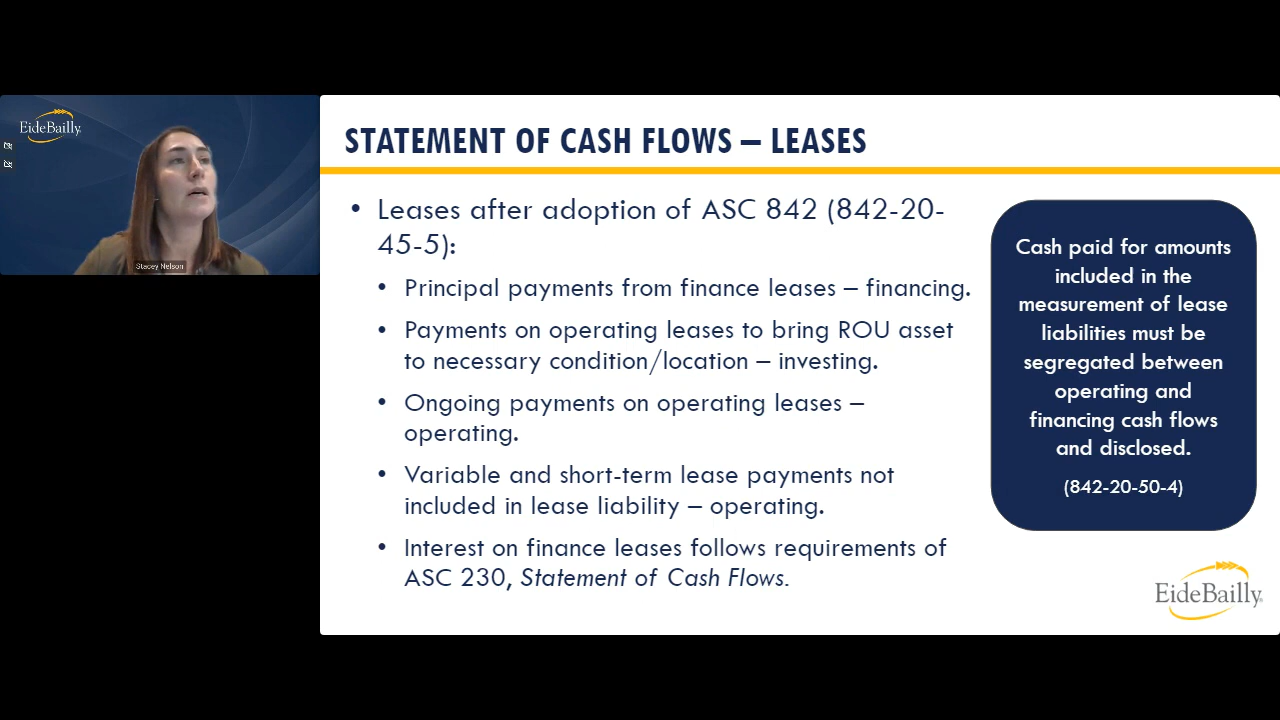 EideBailly
Stacey Nelson
STATEMENT OF CASH FLOWS – LEASES
• Leases after adoption of ASC 842 (842-20-
45-5):
• Principal payments from finance leases – financing.
• Payments on operating leases to bring ROU asset
to necessary condition/location – investing.
• Ongoing payments on operating leases –
operating.
• Variable and short-term lease payments not
included in lease liability – operating.
• Interest on finance leases follows requirements of
ASC 230, Statement of Cash Flows.
Cash paid for amounts
included in the
measurement of lease
liabilities must be
segregated between
operating and
financing cash flows
and disclosed.
(842-20-50-4)
EideBailly®